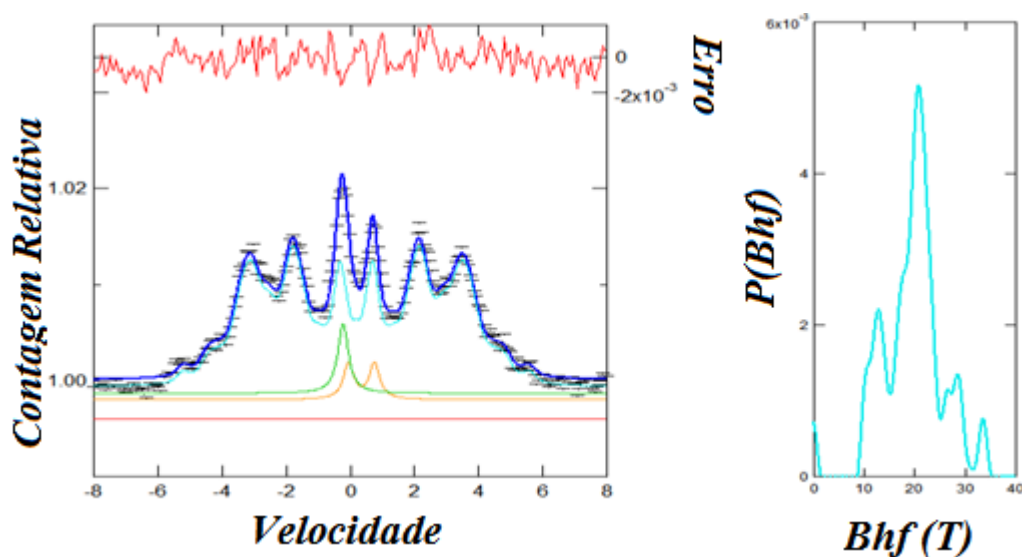 0
-2x10⁻³
Erro
1.02
1.00
Contagem Relativa
-8 -6 -4 -2 0 2 4 6 8
Velocidade
6x10⁻³
4
2
0
P(Bhf)
0 10 20 30 40
Bhf (T)